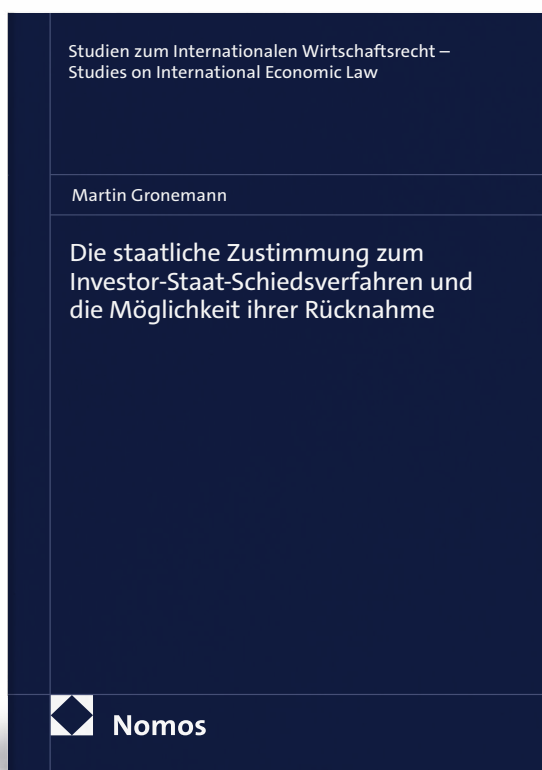 Studien zum Internationalen Wirtschaftsrecht –
Studies on International Economic Law
Martin Gronemann
Die staatliche Zustimmung zum
Investor-Staat-Schiedsverfahren und
die Möglichkeit ihrer Rücknahme
Nomos